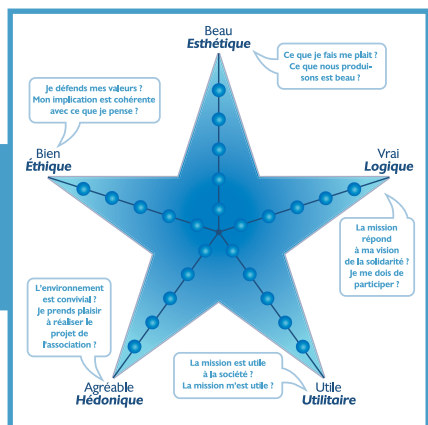 Beau
Esthétique
Ce que je fais me plait ?
Ce que nous produi-
sons est beau ?
Je défends mes valeurs ?
Mon implication est cohérente
avec ce que je pense ?
Bien
Éthique
Vrai
Logique
La mission
répond
à ma vision
de la solidarité ?
Je me dois de
participer ?
L'environnement
est convivial ?
Je prends plaisir
à réaliser le
projet de
l'association ?
La mission est utile
à la société ?
La mission m'est utile ?
Agréable
Hédonique
Utile
Utilitaire